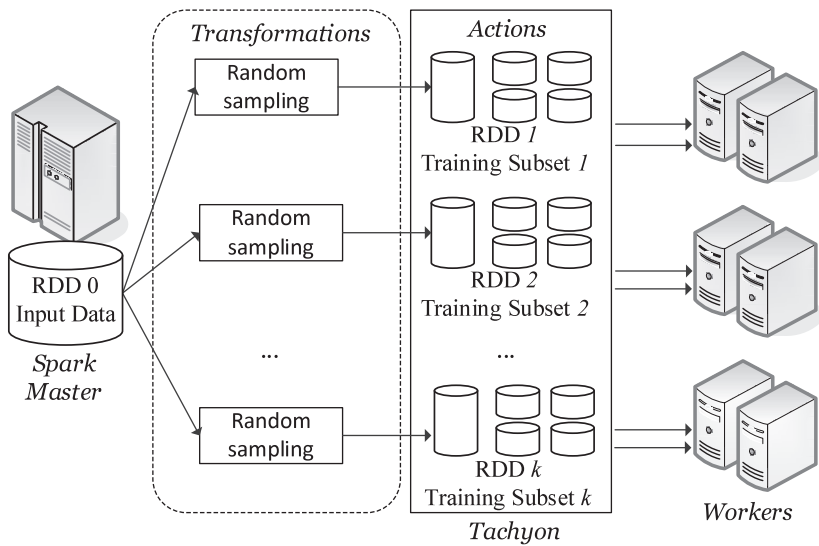 Transformations
Actions
Random
sampling
RDD 1
Training Subset 1
Random
sampling
RDD 0
Input Data
RDD 2
Training Subset 2
Spark
Master
...
...
Random
sampling
RDD k
Training Subset k
Workers
Tachyon